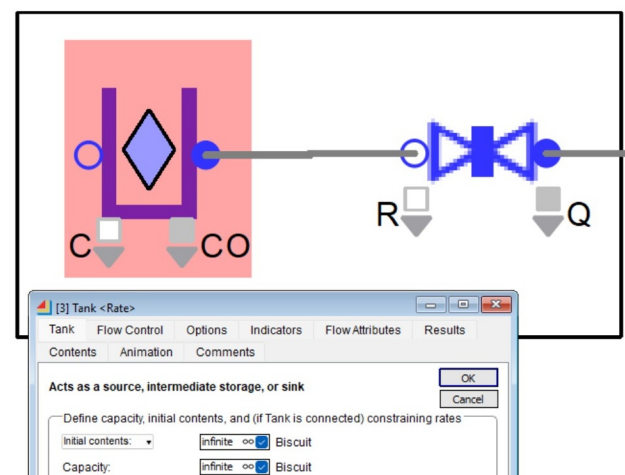 C
CO
R
Q
[3] Tank <Rate>
Tank Flow Control Options Indicators Flow Attributes Results
Contents Animation Comments
Acts as a source, intermediate storage, or sink
OK
Cancel
Define capacity, initial contents, and (if Tank is connected) constraining rates
Initial contents: infinite ∞ Biscuit
Capacity: infinite ∞ Biscuit